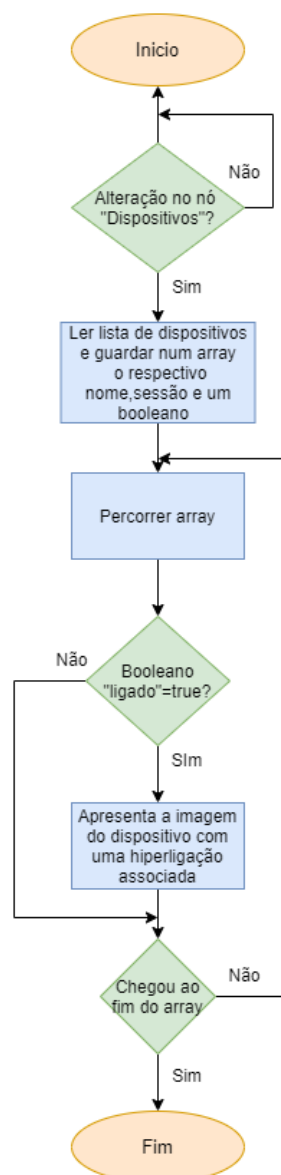 Início
Não
Alteração no nó
"Dispositivos"?
Sim
Ler lista de dispositivos
e guardar num array
o respectivo
nome,sessão e um
booleano
Percorrer array
Não
Booleano
"ligado"=true?
SIm
Apresenta a imagem
do dispositivo com
uma hiperligação
associada
Chegou ao
fim do array
Não
Sim
Fim